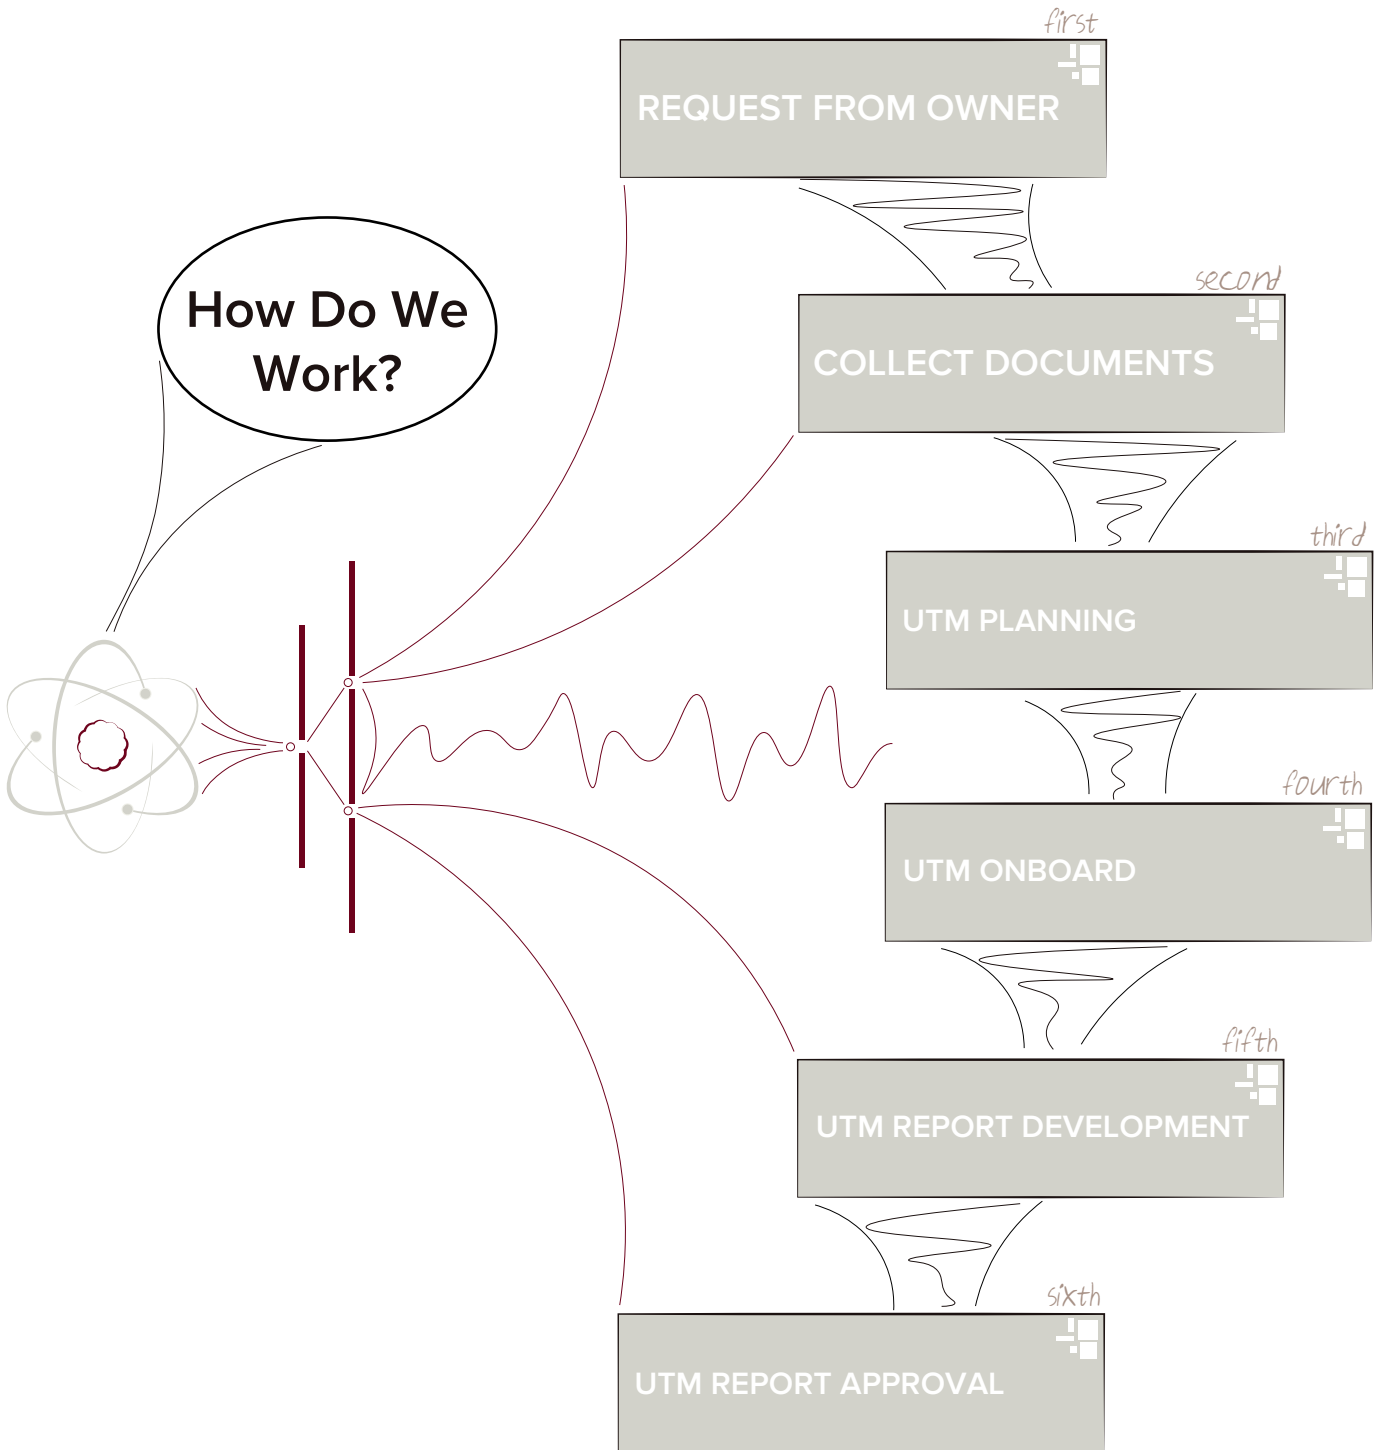 first
REQUEST FROM OWNER
How Do We
Work?
second
COLLECT DOCUMENTS
third
UTM PLANNING
fourth
UTM ONBOARD
fifth
UTM REPORT DEVELOPMENT
sixth
UTM REPORT APPROVAL